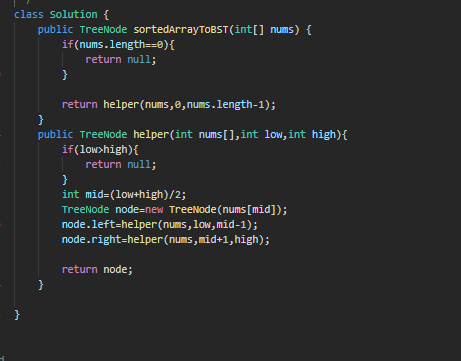 class Solution {
    public TreeNode sortedArrayToBST(int[] nums) {
        if(nums.length==0){
            return null;
        }
        return helper(nums,0,nums.length-1);
    }
    public TreeNode helper(int nums[],int low,int high){
        if(low>high){
            return null;
        }
        int mid=(low+high)/2;
        TreeNode node=new TreeNode(nums[mid]);
        node.left=helper(nums,low,mid-1);
        node.right=helper(nums,mid+1,high);
        return node;
    }
}